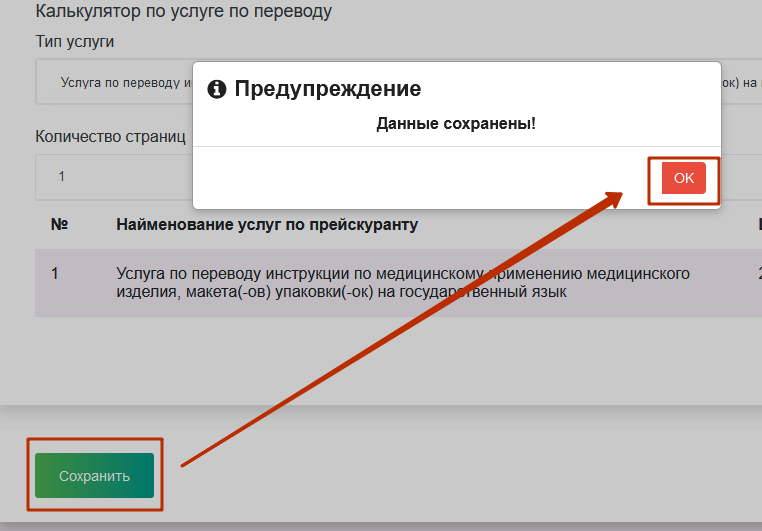 Калькулятор по услуге по переводу
Тип услуги
Услуга по переводу и
ок) на
Предупреждение
Данные сохранены!
OK
Количество страниц
1
№ Найменование услуг по прейскуранту
1 Услуга по переводу инструкции по медицинскому применению медицинского
изделия, макета(-ов) упаковки(-ок) на государственный язык
Сохранить